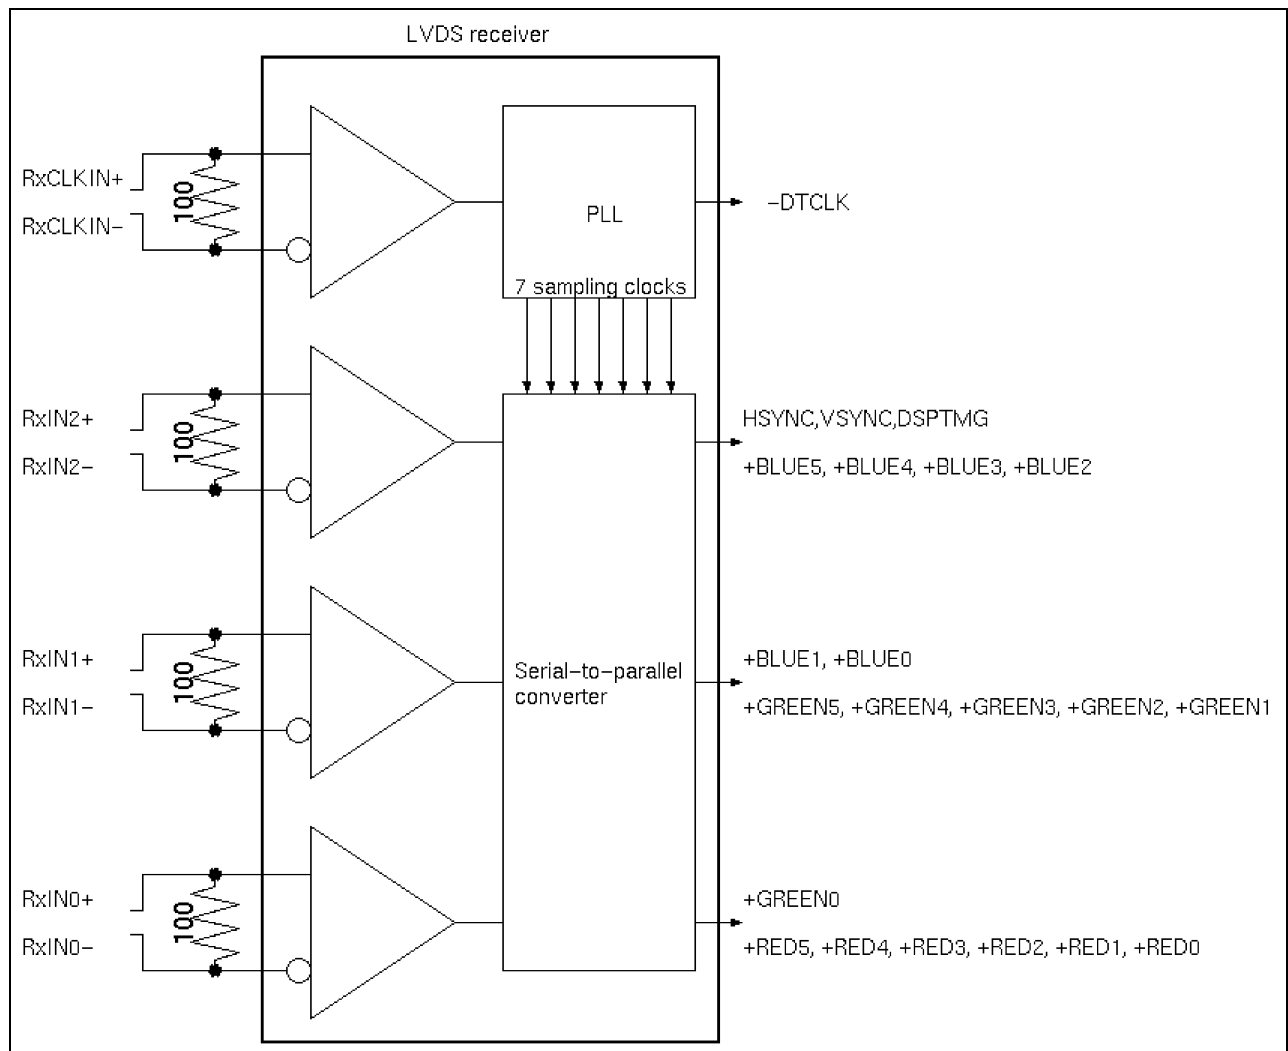 LVDS receiver
RxCLKIN+
RxCLKIN−
100
PLL
−DTCLK
7 sampling clocks
RxIN2+
RxIN2−
100
HSYNC,VSYNC,DSPTMG
+BLUE5, +BLUE4, +BLUE3, +BLUE2
RxIN1+
RxIN1−
100
Serial−to−parallel
converter
+BLUE1, +BLUE0
+GREEN5, +GREEN4, +GREEN3, +GREEN2, +GREEN1
RxIN0+
RxIN0−
100
+GREEN0
+RED5, +RED4, +RED3, +RED2, +RED1, +RED0